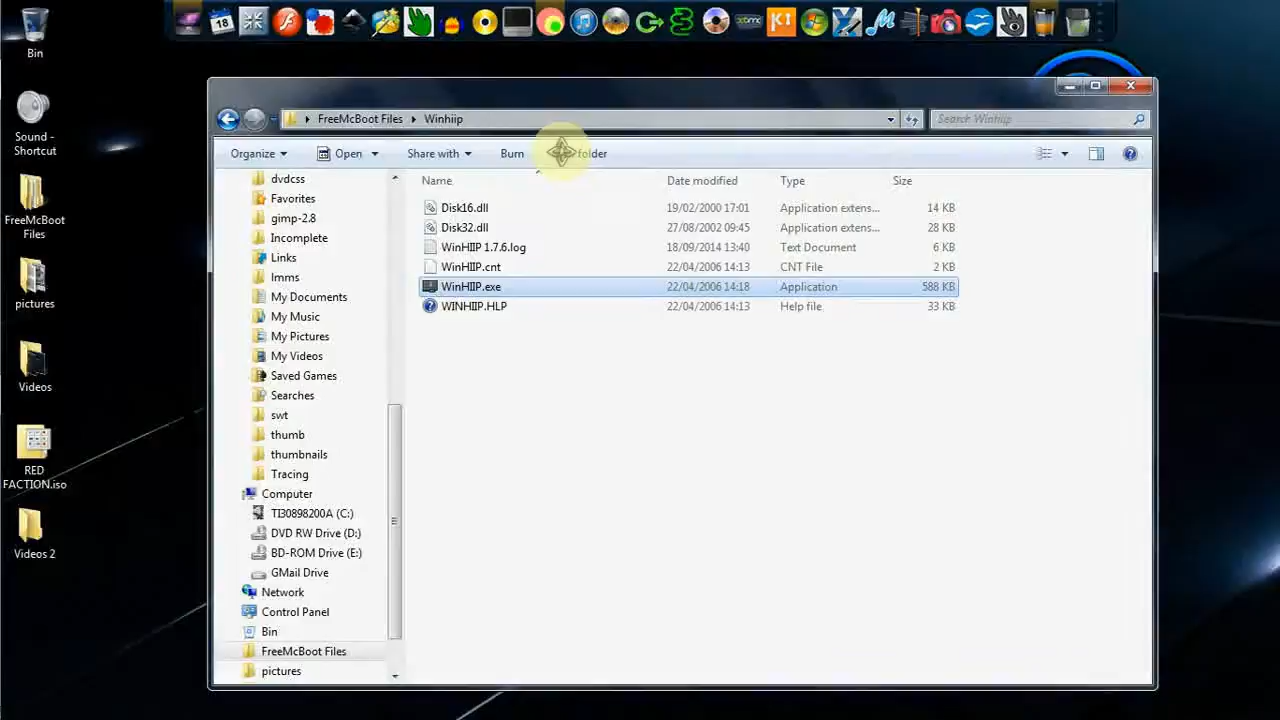 18
Bin
Sound -
Shortcut
FreeMcBoot
Files
pictures
Videos
RED
FACTION.iso
Videos 2
FreeMcBoot Files
Winhiip
Search Winhiip
Organize
Open
Share with
Burn
folder
dvdcss
Favorites
gimp-2.8
Incomplete
Links
lmms
My Documents
My Music
My Pictures
My Videos
Saved Games
Searches
swt
thumb
thumbnails
Tracing
Computer
TI30898200A (C:)
DVD RW Drive (D:)
BD-ROM Drive (E:)
GMail Drive
Network
Control Panel
Bin
FreeMcBoot Files
pictures
Name Date modified Type Size
Disk16.dll 19/02/2000 17:01 Application extens... 14 KB
Disk32.dll 27/08/2002 09:45 Application extens... 28 KB
WinHIIP 1.7.6.log 18/09/2014 13:40 Text Document 6 KB
WinHIIP.cnt 22/04/2006 14:13 CNT File 2 KB
WinHIIP.exe 22/04/2006 14:18 Application 588 KB
WINHIIP.HLP 22/04/2006 14:13 Help file 33 KB